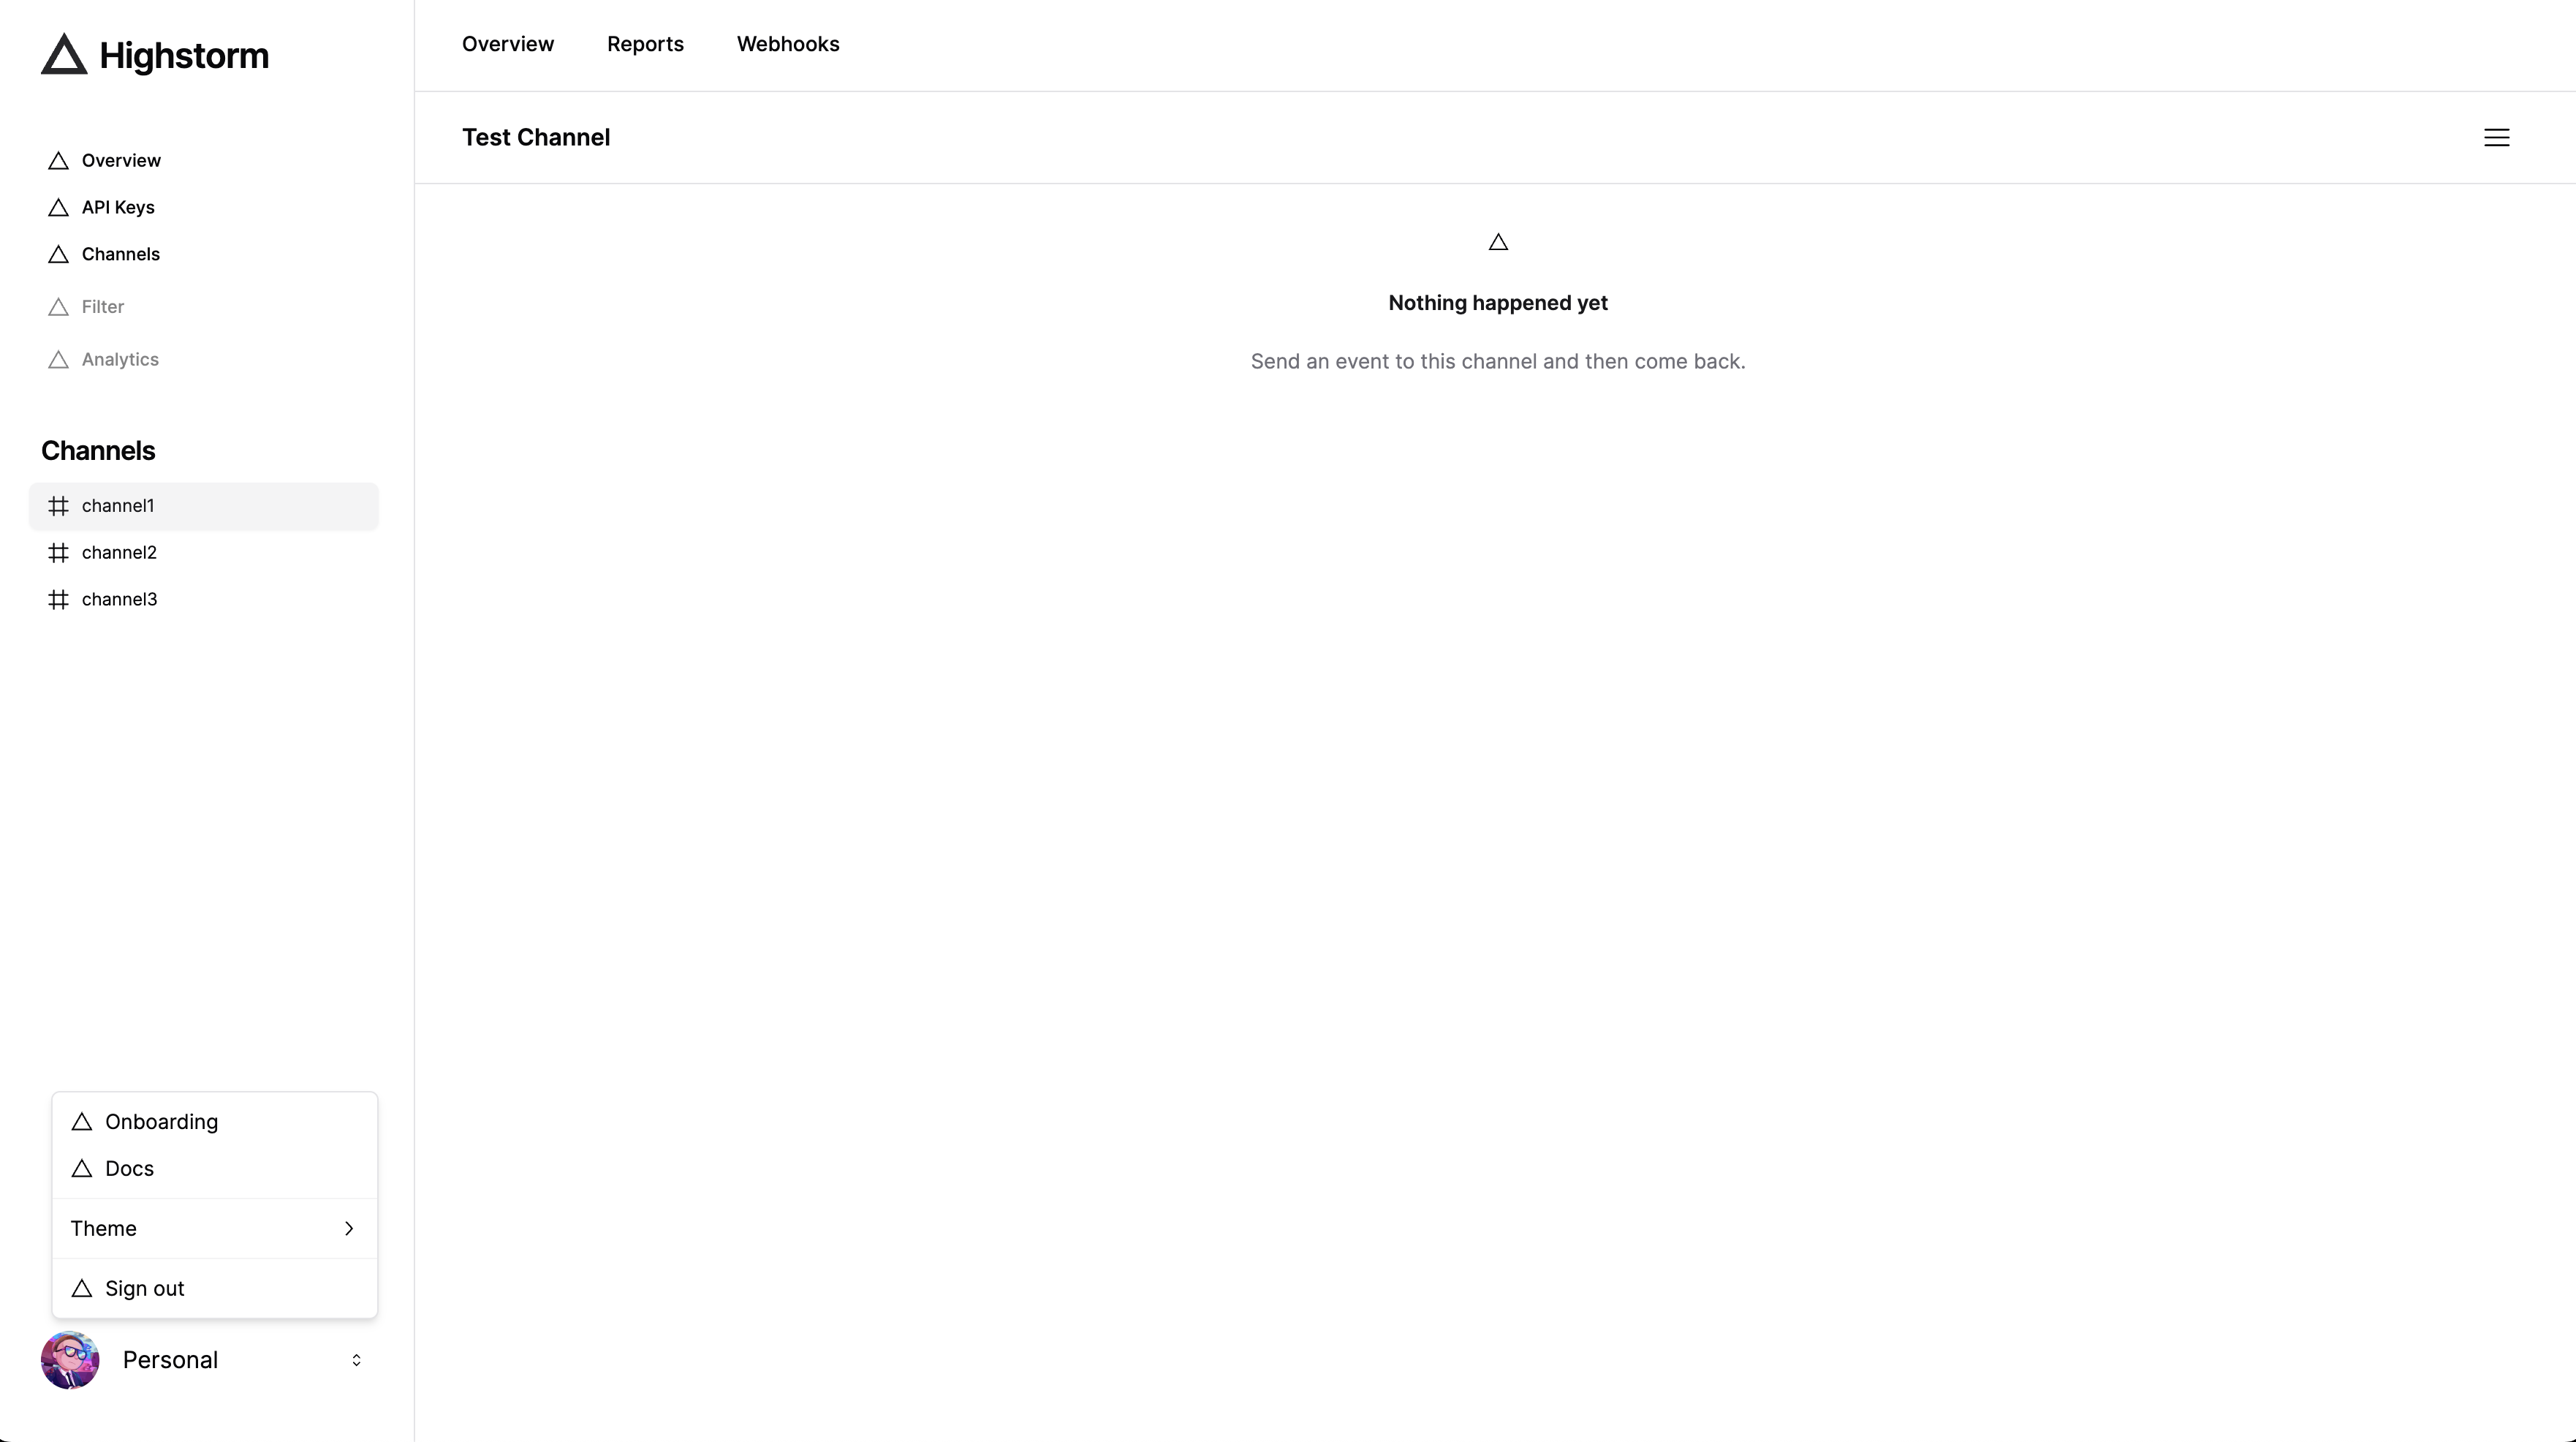 Highstorm
Overview
API Keys
Channels
Filter
Analytics
Channels
channel1
channel2
channel3
Onboarding
Docs
Theme
Sign out
Personal
Overview Reports Webhooks
Test Channel
Nothing happened yet
Send an event to this channel and then come back.